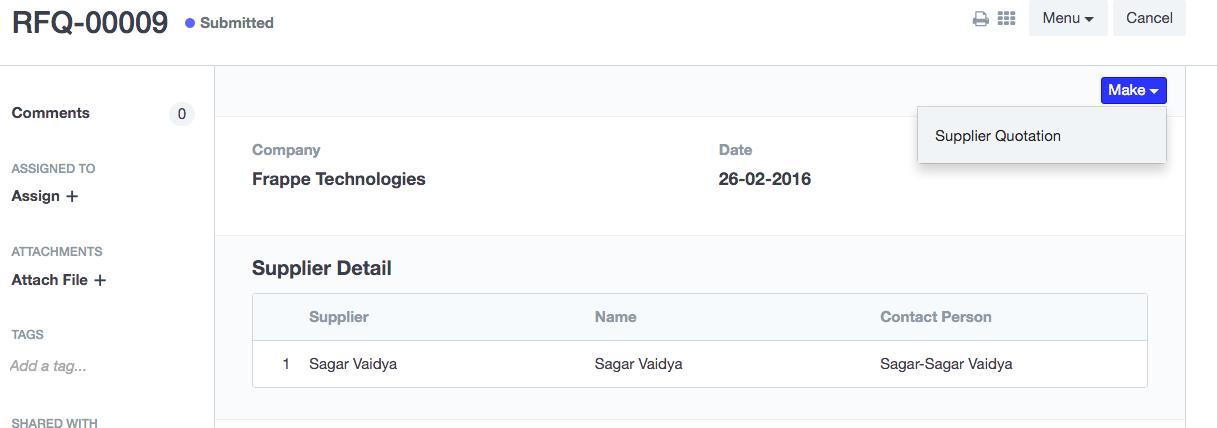 RFQ-00009 Submitted Menu Cancel
Make
Supplier Quotation
Comments 0
ASSIGNED TO
Assign +
ATTACHMENTS
Attach File +
TAGS
Add a tag...
SHARED WITH
Company Date
Frappe Technologies 26-02-2016
Supplier Detail
Supplier Name Contact Person
1 Sagar Vaidya Sagar Vaidya Sagar-Sagar Vaidya